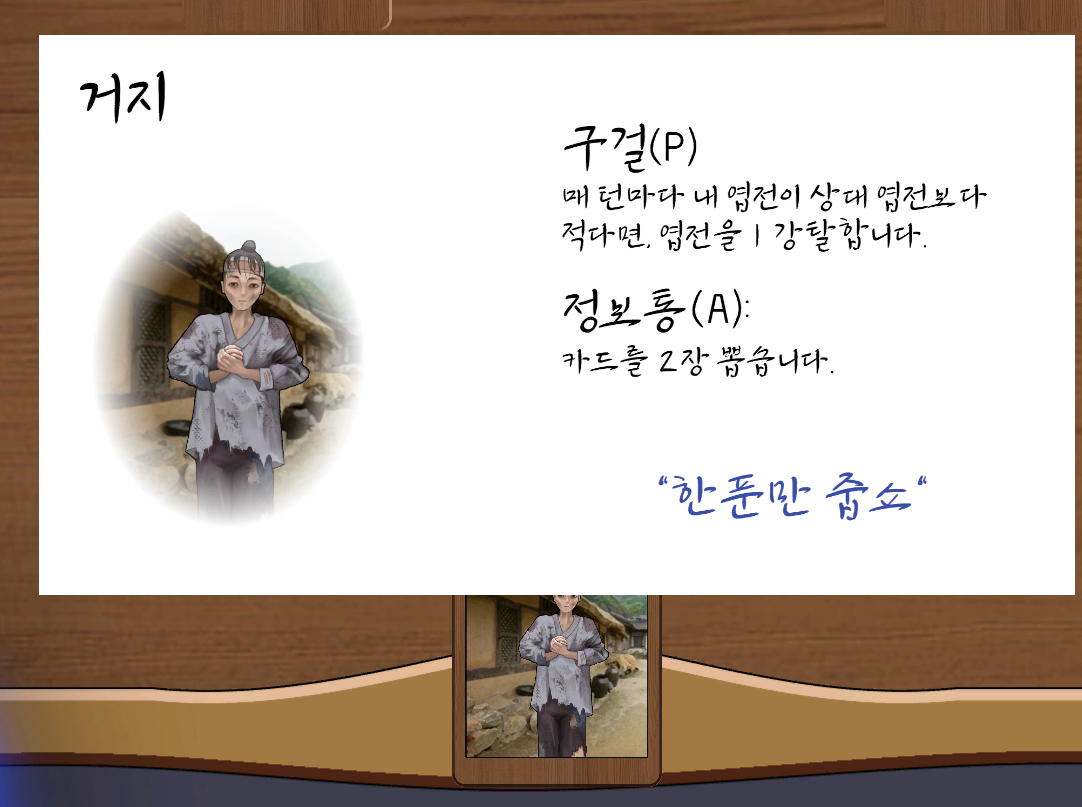 거지
구걸(P)
매 턴마다 내 엽전이 상대 엽전보다
적다면, 엽전을 1 강탈합니다.
정보통(A):
카드를 2장 뽑습니다.
"한 푼만 줍쇼"